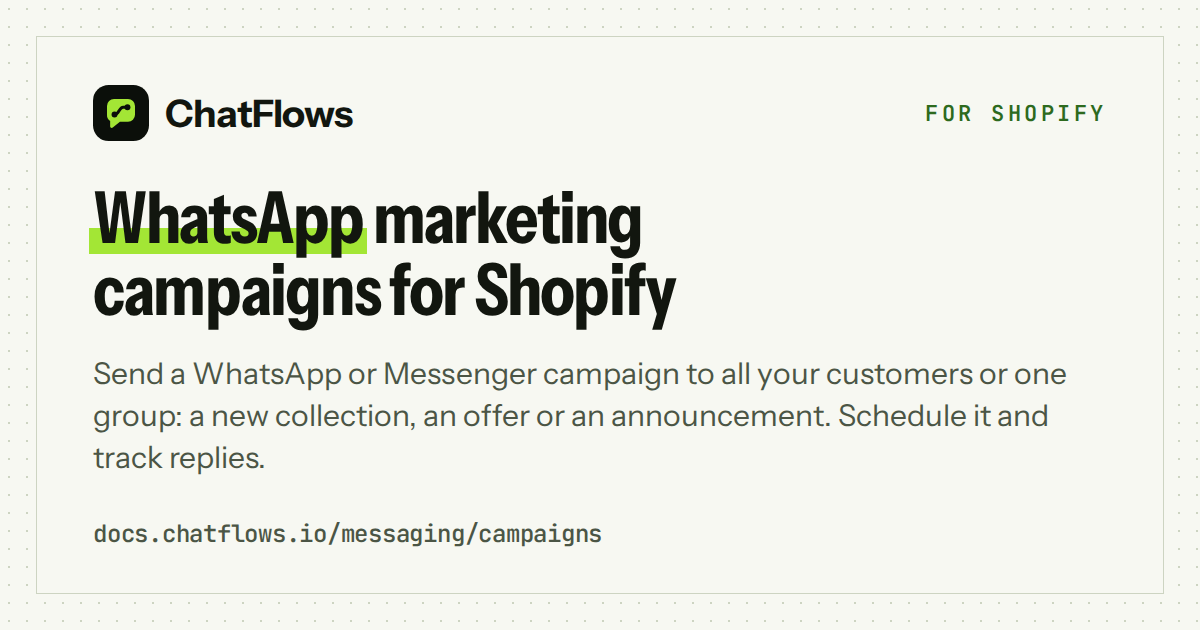 ChatFlows
FOR SHOPIFY
WhatsApp marketing
campaigns for Shopify
Send a WhatsApp or Messenger campaign to all your customers or one
group: a new collection, an offer or an announcement. Schedule it and
track replies.
docs.chatflows.io/messaging/campaigns